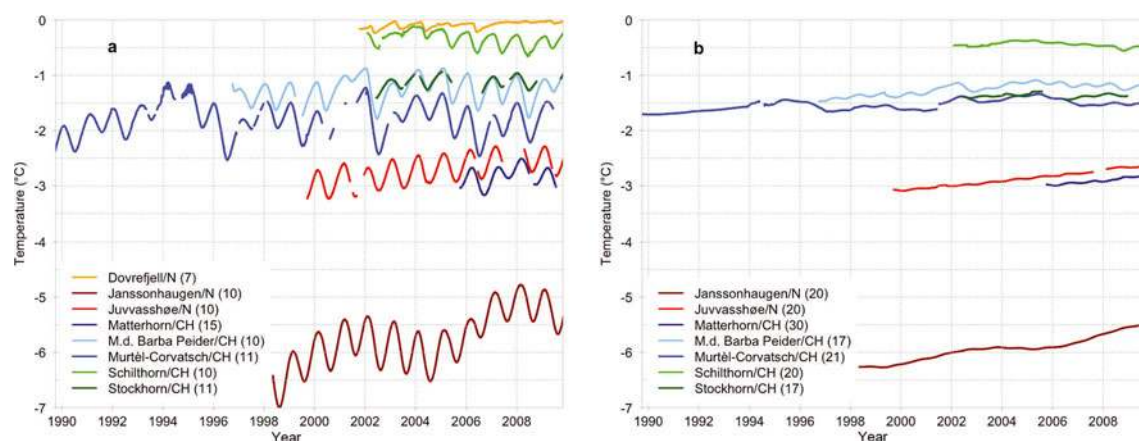 0
-1
-2
-3
-4
-5
-6
-7
Temperature (°C)
a
Dovrefjell/N (7)
Janssonhaugen/N (10)
Juvvasshøe/N (10)
Matterhorn/CH (15)
M.d. Barba Peider/CH (10)
Murtèl-Corvatsch/CH (11)
Schilthorn/CH (10)
Stockhorn/CH (11)
1990 1992 1994 1996 1998 2000 2002 2004 2006 2008
Year
0
-1
-2
-3
-4
-5
-6
-7
Temperature (°C)
b
Janssonhaugen/N (20)
Juvvasshøe/N (20)
Matterhorn/CH (30)
M.d. Barba Peider/CH (17)
Murtèl-Corvatsch/CH (21)
Schilthorn/CH (20)
Stockhorn/CH (17)
1990 1992 1994 1996 1998 2000 2002 2004 2006 2008
Year